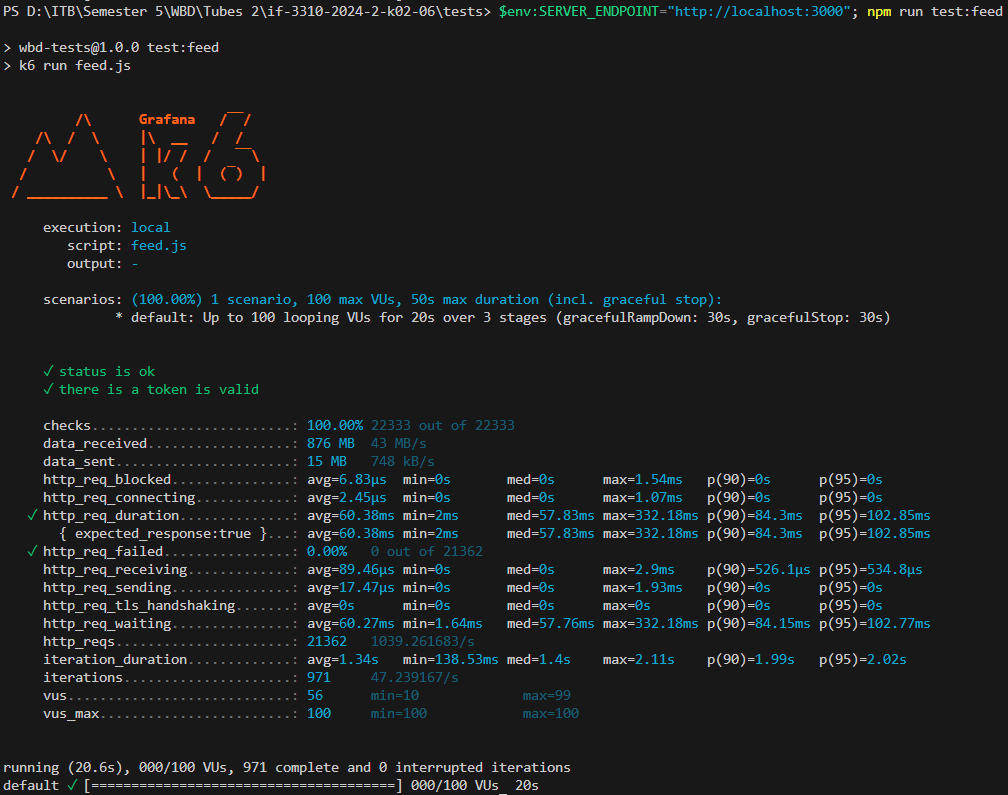 PS D:\ITB\Semester 5\WBD\Tubes 2\if-3310-2024-2-k02-06\tests> $env:SERVER_ENDPOINT="http://localhost:3000"; npm run test:feed
> wbd-tests@1.0.0 test:feed
> k6 run feed.js
         /\      Grafana   /‾‾/
    /\  /  \     |\  __   /  /
   /  \/    \    | |/ /  /   ‾‾\
  /          \   |   (  |  (‾)  |
 / __________ \  |_|\_\  \_____/
     execution: local
        script: feed.js
        output: -
     scenarios: (100.00%) 1 scenario, 100 max VUs, 50s max duration (incl. graceful stop):
              * default: Up to 100 looping VUs for 20s over 3 stages (gracefulRampDown: 30s, gracefulStop: 30s)
     ✓ status is ok
     ✓ there is a token is valid
     checks.........................: 100.00% 22333 out of 22333
     data_received..................: 876 MB  43 MB/s
     data_sent......................: 15 MB   748 kB/s
     http_req_blocked...............: avg=6.83µs  min=0s       med=0s      max=1.54ms   p(90)=0s      p(95)=0s
     http_req_connecting............: avg=2.45µs  min=0s       med=0s      max=1.07ms   p(90)=0s      p(95)=0s
   ✓ http_req_duration..............: avg=60.38ms min=2ms      med=57.83ms max=332.18ms p(90)=84.3ms  p(95)=102.85ms
       { expected_response:true }...: avg=60.38ms min=2ms      med=57.83ms max=332.18ms p(90)=84.3ms  p(95)=102.85ms
   ✓ http_req_failed................: 0.00%   0 out of 21362
     http_req_receiving.............: avg=89.46µs min=0s       med=0s      max=2.9ms    p(90)=526.1µs p(95)=534.8µs
     http_req_sending...............: avg=17.47µs min=0s       med=0s      max=1.93ms   p(90)=0s      p(95)=0s
     http_req_tls_handshaking.......: avg=0s      min=0s       med=0s      max=0s       p(90)=0s      p(95)=0s
     http_req_waiting...............: avg=60.27ms min=1.64ms   med=57.76ms max=332.18ms p(90)=84.15ms p(95)=102.77ms
     http_reqs......................: 21362   1039.261683/s
     iteration_duration.............: avg=1.34s   min=138.53ms med=1.4s    max=2.11s    p(90)=1.99s   p(95)=2.02s
     iterations.....................: 971     47.239167/s
     vus............................: 56      min=10             max=99
     vus_max........................: 100     min=100            max=100
running (20.6s), 000/100 VUs, 971 complete and 0 interrupted iterations
default ✓ [======================================] 000/100 VUs  20s